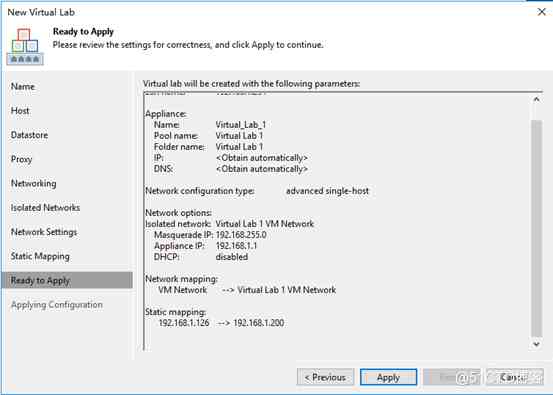 New Virtual Lab
Ready to Apply
Please review the settings for correctness, and click Apply to continue.
Name
Host
Datastore
Proxy
Networking
Isolated Networks
Network Settings
Static Mapping
Ready to Apply
Applying Configuration
Virtual lab will be created with the following parameters:
Appliance:
Name: Virtual_Lab_1
Pool name: Virtual Lab 1
Folder name: Virtual Lab 1
IP: <Obtain automatically>
DNS: <Obtain automatically>
Network configuration type: advanced single-host
Network options:
Isolated network: Virtual Lab 1 VM Network
Masquerade IP: 192.168.255.0
Appliance IP: 192.168.1.1
DHCP: disabled
Network mapping:
VM Network --> Virtual Lab 1 VM Network
Static mapping:
192.168.1.126 --> 192.168.1.200
< Previous
Apply